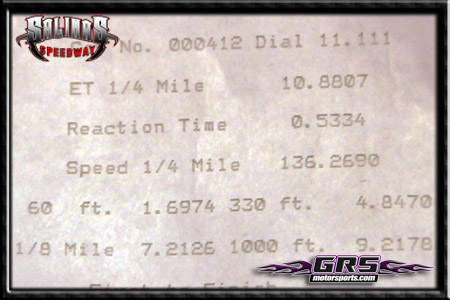 SALINAS
SPEEDWAY
No. 000412 Dial 11.111
ET 1/4 Mile 10.8807
Reaction Time 0.5334
Speed 1/4 Mile 136.2690
60 ft. 1.6974 330 ft. 4.8470
1/8 Mile 7.2126 1000 ft. 9.2178
GRS
motorsports.com